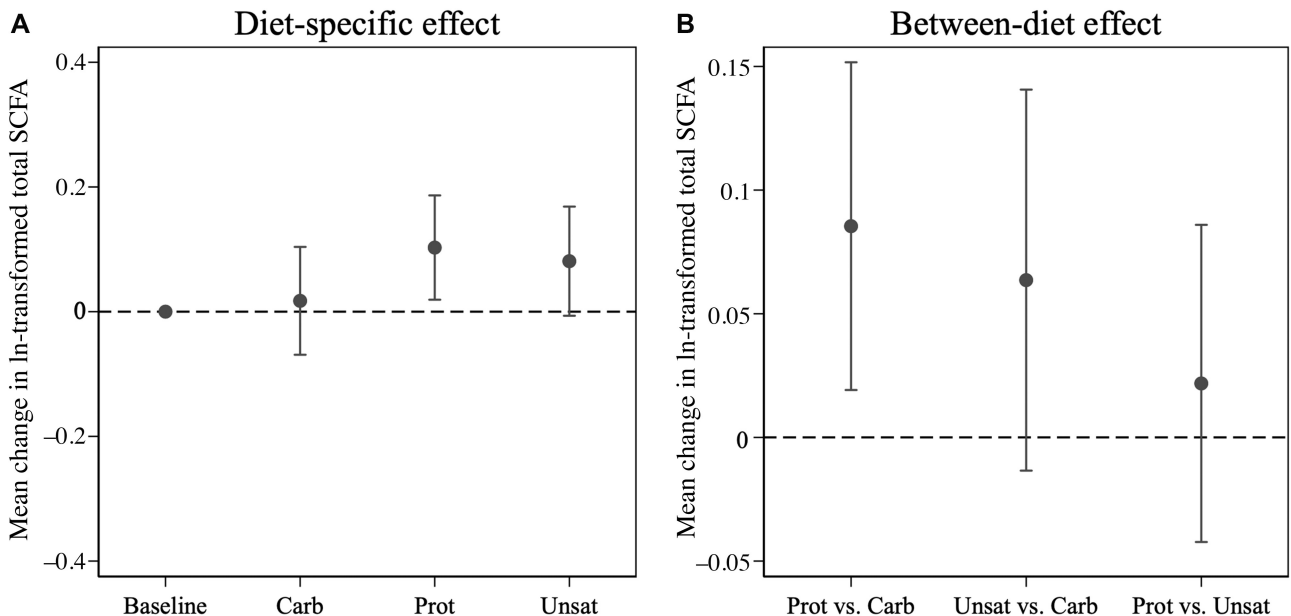 A
Diet-specific effect
Mean change in ln-transformed total SCFA
0.4
0.2
0
–0.2
–0.4
Baseline
Carb
Prot
Unsat
B
Between-diet effect
Mean change in ln-transformed total SCFA
0.15
0.1
0.05
0
–0.05
Prot vs. Carb
Unsat vs. Carb
Prot vs. Unsat